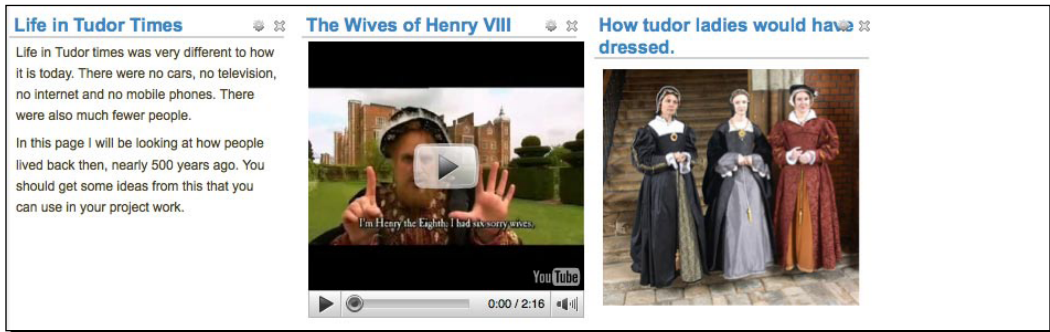 Life in Tudor Times
Life in Tudor times was very different to how
it is today. There were no cars, no television,
no internet and no mobile phones. There
were also much fewer people.
In this page I will be looking at how people
lived back then, nearly 500 years ago. You
should get some ideas from this that you
can use in your project work.
The Wives of Henry VIII
I'm Henry the Eighth, I had six sorry wives,
YouTube
0:00 / 2:16
How tudor ladies would have
dressed.